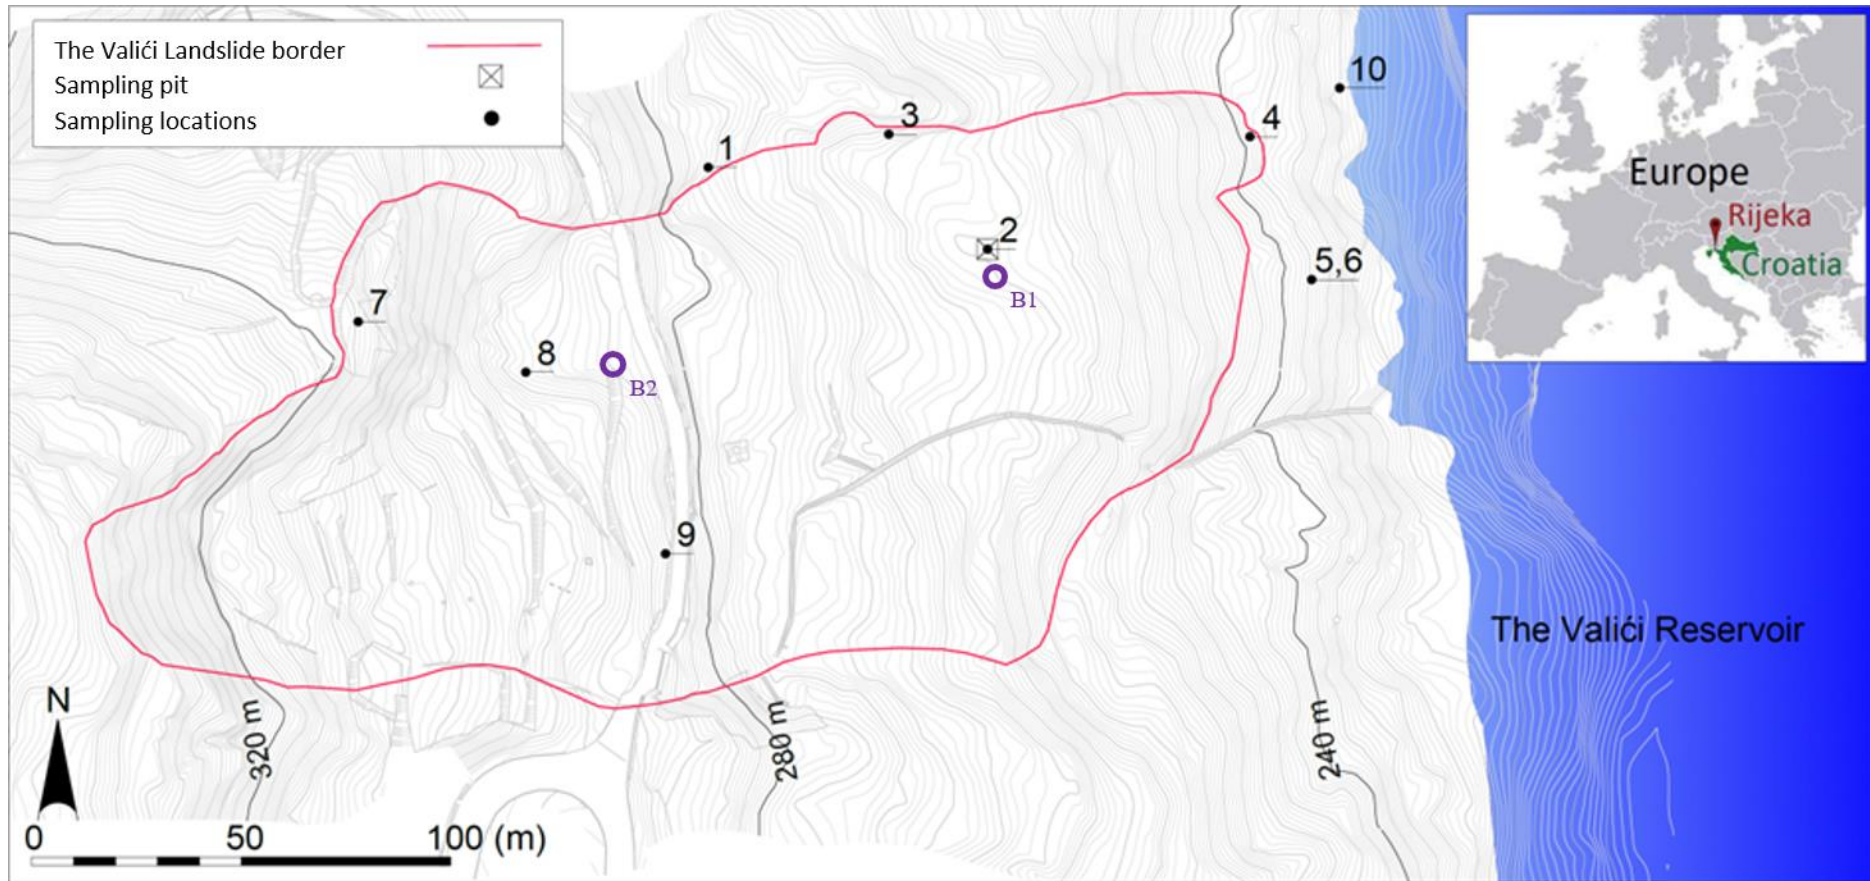 The Valići Landslide border
Sampling pit
Sampling locations
10
3
4
1
2
5,6
B1
7
8
B2
9
Europe
Rijeka
Croatia
The Valići Reservoir
N
320 m
280 m
240 m
0 50 100 (m)